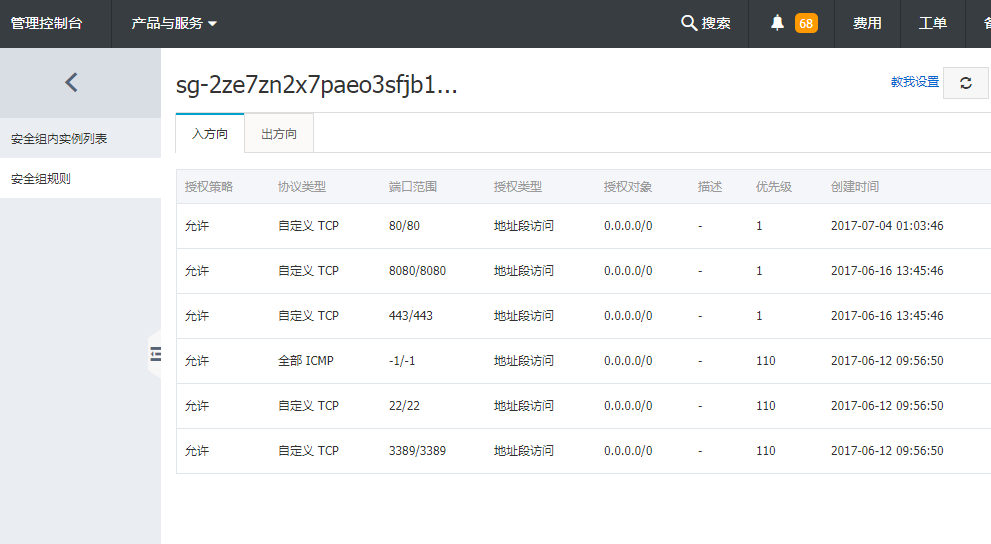 管理控制台 产品与服务 搜索 68 费用 工单
sg-2ze7zn2x7paeo3sfjb1...
教我设置
安全组内实例列表
安全组规则
入方向 出方向
授权策略 协议类型 端口范围 授权类型 授权对象 描述 优先级 创建时间
允许 自定义 TCP 80/80 地址段访问 0.0.0.0/0 - 1 2017-07-04 01:03:46
允许 自定义 TCP 8080/8080 地址段访问 0.0.0.0/0 - 1 2017-06-16 13:45:46
允许 自定义 TCP 443/443 地址段访问 0.0.0.0/0 - 1 2017-06-16 13:45:46
允许 全部 ICMP -1/-1 地址段访问 0.0.0.0/0 - 110 2017-06-12 09:56:50
允许 自定义 TCP 22/22 地址段访问 0.0.0.0/0 - 110 2017-06-12 09:56:50
允许 自定义 TCP 3389/3389 地址段访问 0.0.0.0/0 - 110 2017-06-12 09:56:50